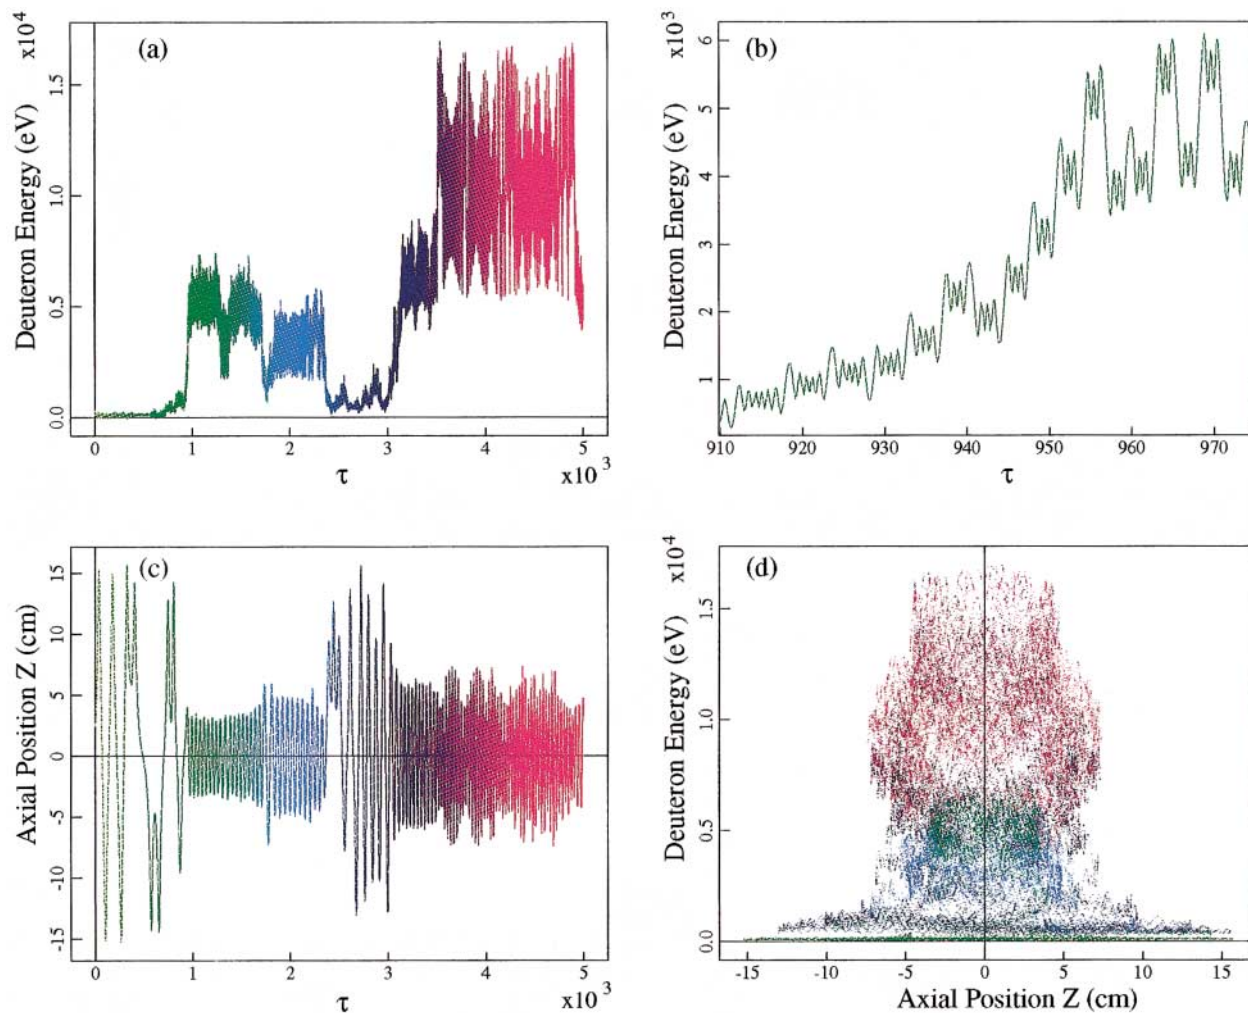 x10⁴
(a)
Deuteron Energy (eV)
1.5
1.0
0.5
0.0
0 1 2 3 4 5
τ
x10³
x10³
(b)
Deuteron Energy (eV)
6
5
4
3
2
1
910 920 930 940 950 960 970
τ
(c)
Axial Position Z (cm)
15
10
5
0
-5
-10
-15
0 1 2 3 4 5
τ
x10³
x10⁴
(d)
Deuteron Energy (eV)
1.5
1.0
0.5
0.0
-15 -10 -5 0 5 10 15
Axial Position Z (cm)